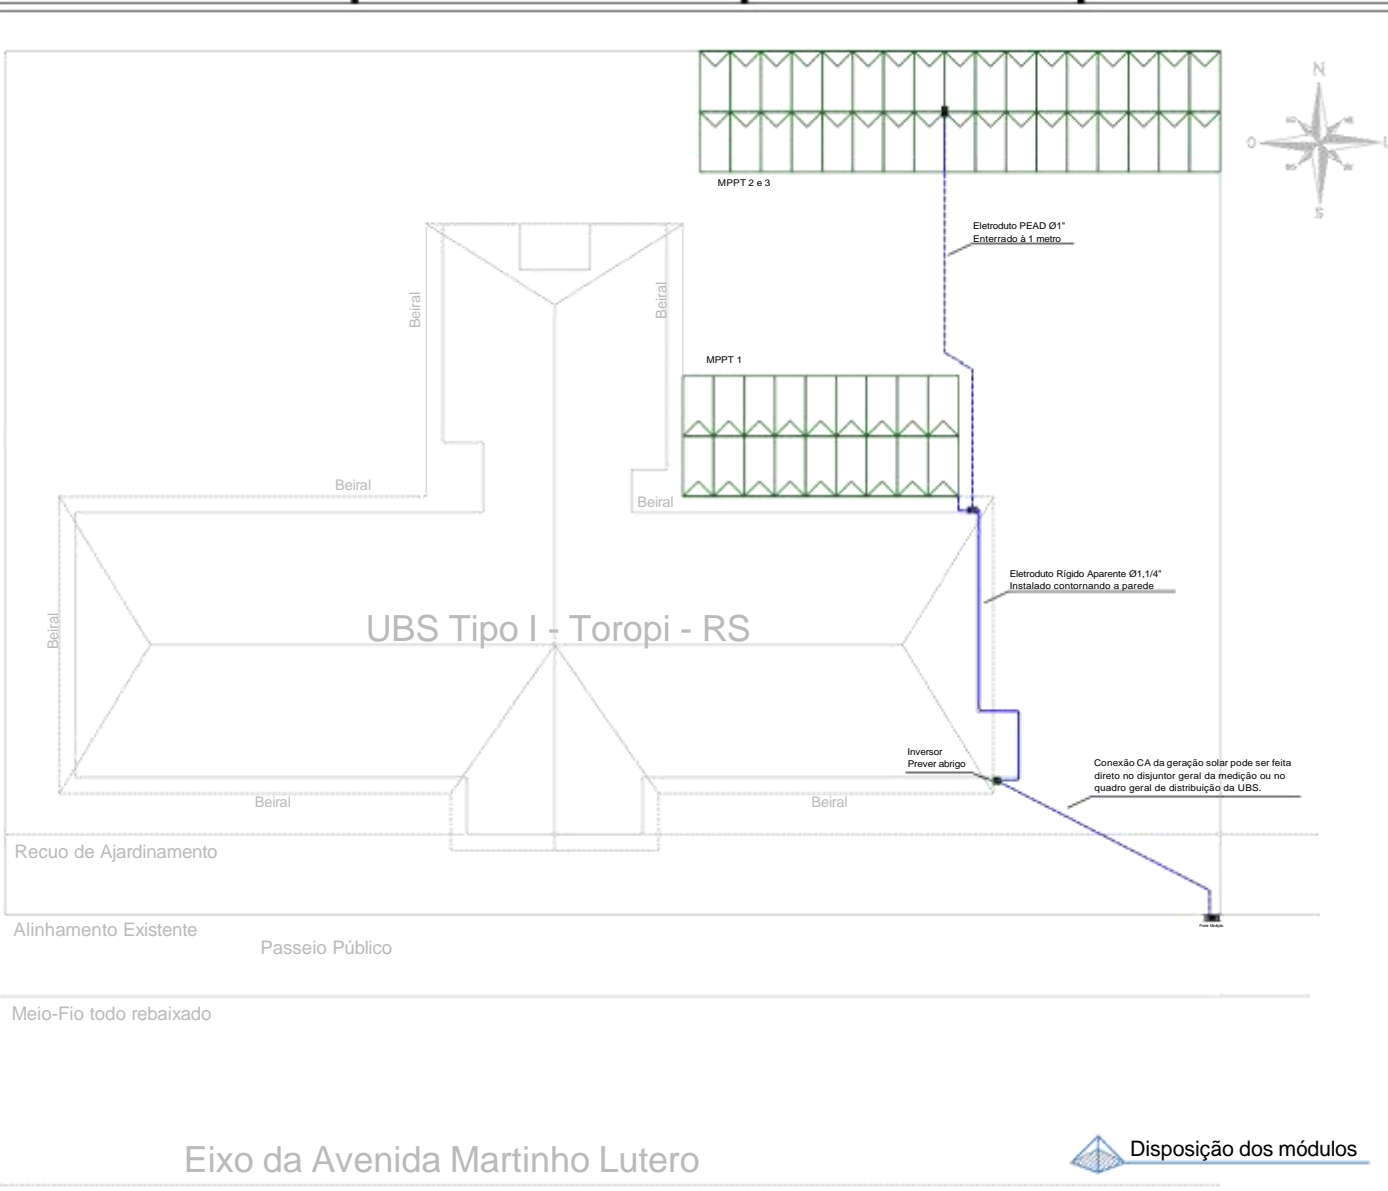 N
O
S
MPPT 2 e 3
Eletroduto PEAD Ø1"
Enterrado à 1 metro
Beiral
Beiral
MPPT 1
Beiral
Beiral
Eletroduto Rígido Aparente Ø1,1/4"
Instalado contornando a parede
Beiral
UBS Tipo I - Toropi - RS
Inversor
Prever abrigo
Conexão CA da geração solar pode ser feita
direto no disjuntor geral da medição ou no
quadro geral de distribuição da UBS.
Beiral
Beiral
Recuo de Ajardinamento
Alinhamento Existente
Passeio Público
Meio-Fio todo rebaixado
Eixo da Avenida Martinho Lutero
Disposição dos módulos